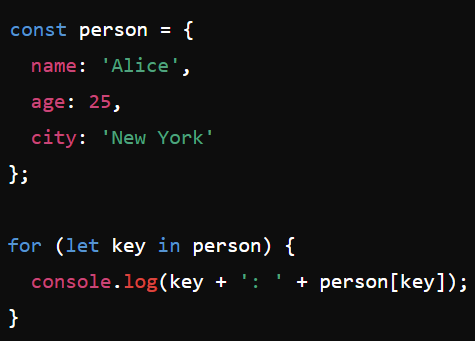 const person = {
  name: 'Alice',
  age: 25,
  city: 'New York'
};

for (let key in person) {
  console.log(key + ': ' + person[key]);
}